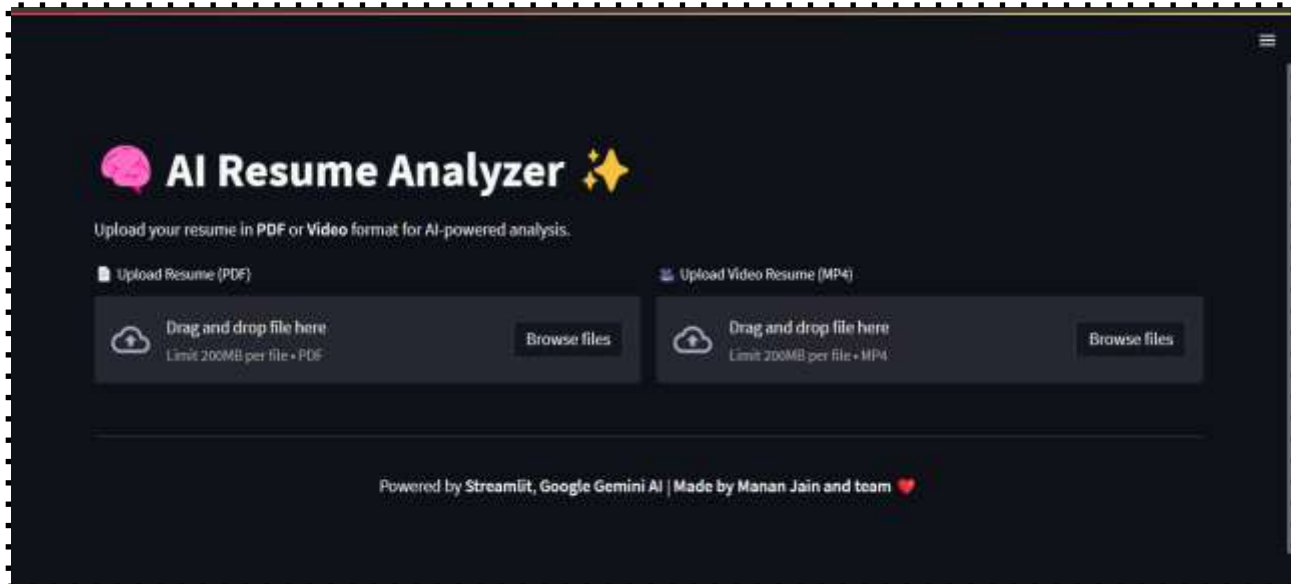 AI Resume Analyzer
Upload your resume in PDF or Video format for AI-powered analysis.
Upload Resume (PDF)
Upload Video Resume (MP4)
Drag and drop file here
Limit 200MB per file • PDF
Browse files
Drag and drop file here
Limit 200MB per file • MP4
Browse files
Powered by Streamlit, Google Gemini AI | Made by Manan Jain and team